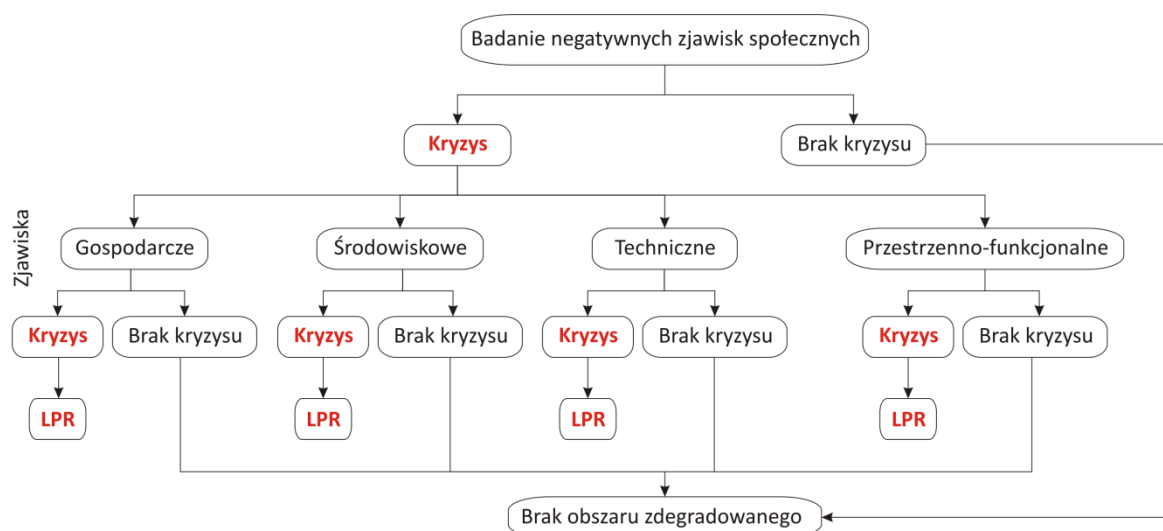 Badanie negatywnych zjawisk społecznych
Kryzys
Brak kryzysu
Zjawiska
Gospodarcze
Środowiskowe
Techniczne
Przestrzenno-funkcjonalne
Kryzys
Brak kryzysu
Kryzys
Brak kryzysu
Kryzys
Brak kryzysu
Kryzys
Brak kryzysu
LPR
LPR
LPR
LPR
Brak obszaru zdegradowanego